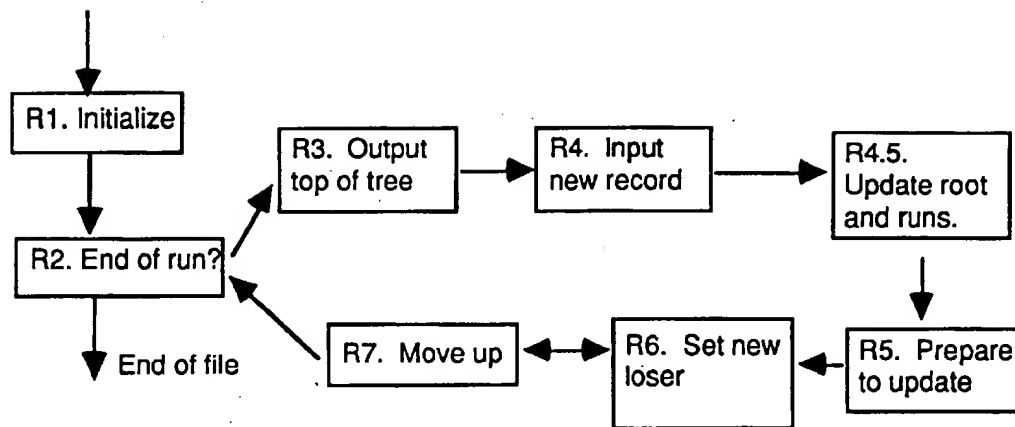 R1. Initialize
R3. Output
top of tree
R4. Input
new record
R4.5.
Update root
and runs.
R2. End of run?
End of file
R7. Move up
R6. Set new
loser
R5. Prepare
to update